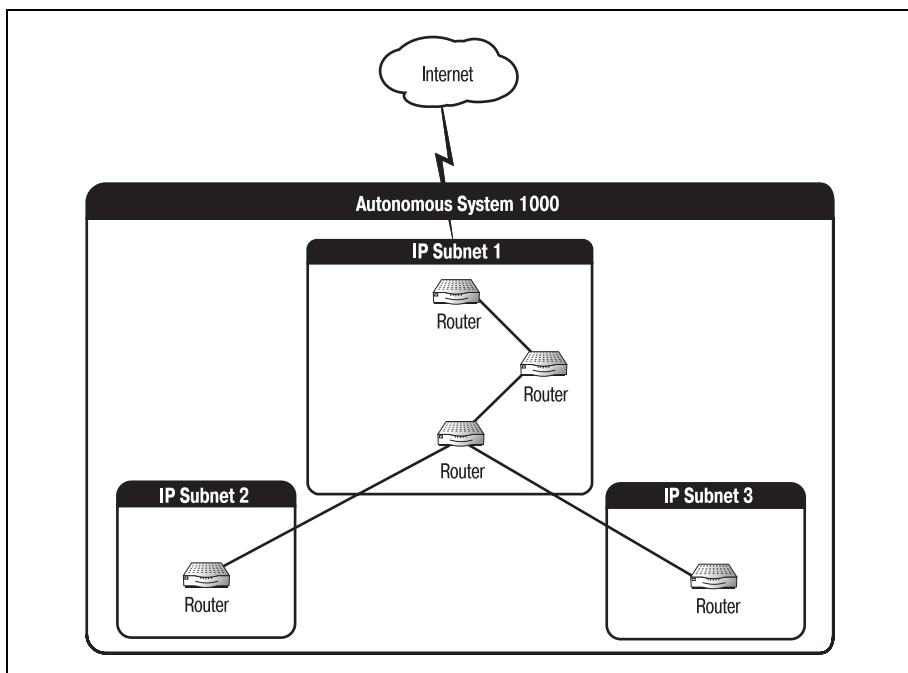 Internet
Autonomous System 1000
IP Subnet 1
Router
Router
Router
IP Subnet 2
IP Subnet 3
Router
Router